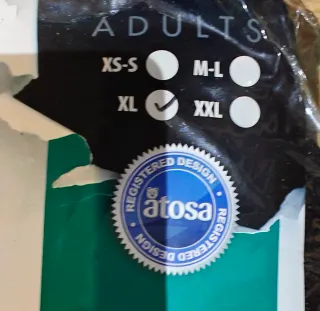 ADULTS
XS-S M-L
XL XXL
REGISTERED DESIGN
atosa
REGISTERED DESIGN